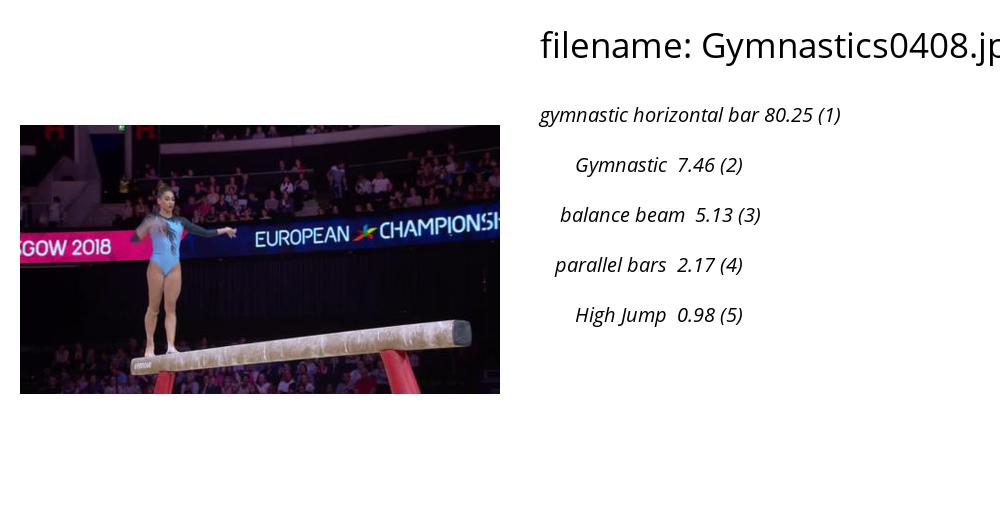 filename: Gymnastics0408.jp
gymnastic horizontal bar 80.25 (1)
Gymnastic 7.46 (2)
balance beam 5.13 (3)
parallel bars 2.17 (4)
High Jump 0.98 (5)
SGOW 2018
EUROPEAN CHAMPIONSH